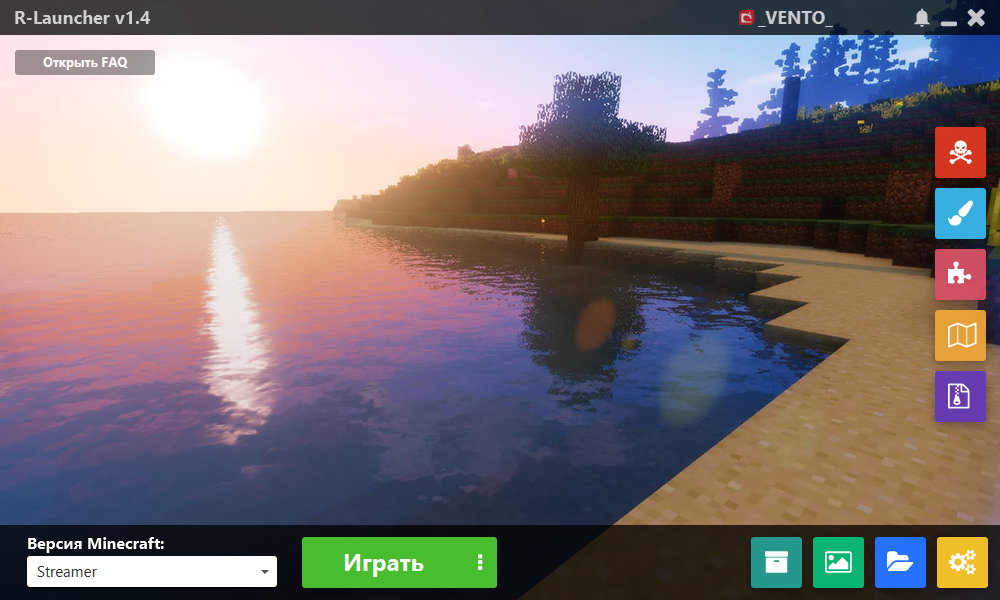 R-Launcher v1.4
_VENTO_
Открыть FAQ
Версия Minecraft:
Streamer
Играть